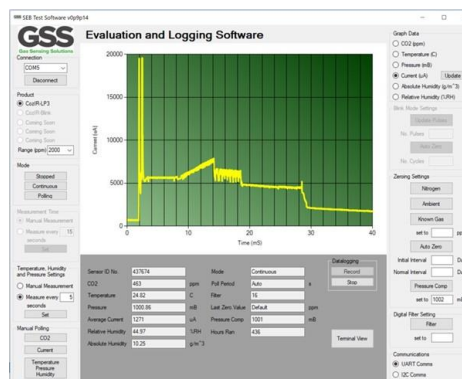 SEB Test Software v0p9p14
GSS
Gas Sensing Solutions
Evaluation and Logging Software
Connection
COM5
Disconnect
Product
CozIR-LP3
CozIR-Blink
Coming Soon
Coming Soon
Coming Soon
Range (ppm) 2000
Mode
Stopped
Continuous
Polling
Measurement Time
Manual Measurement
Measure every 15
seconds
Set
Temperature, Humidity
and Pressure Settings
Manual Measurement
Measure every 5
seconds
Set
Manual Polling
CO2
Current
Temperature
Pressure
Humidity
Current (uA)
20000
15000
10000
5000
0
0 10 20 30 40
Time (mS)
Sensor ID No. 437674
CO2 463 ppm
Temperature 24.82 C
Pressure 1000.86 mB
Average Current 1271 uA
Relative Humidity 44.97 %RH
Absolute Humidity 10.25 g/m^3
Mode Continuous
Poll Period Auto s
Filter 16
Last Zero Value Default ppm
Pressure Comp 1001 mB
Hours Ran 436
Datalogging
Record
Stop
Terminal View
Graph Data
CO2 (ppm)
Temperature (C)
Pressure (mB)
Current (uA) Update
Absolute Humidity (g/m^3)
Relative Humidity (%RH)
Blink Mode Settings
Update Pulses
No. Pulses
Auto Zero
No. Cycles
Zeroing Settings
Nitrogen
Ambient
Known Gas
set to pp
Auto Zero
Initial Interval Da
Normal Interval Da
Pressure Comp
set to 1002 mB
Digital Filter Setting
Filter
set to
Communications
UART Comms
I2C Comms